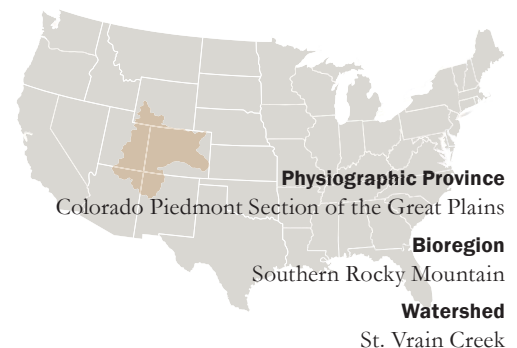 Physiographic Province
Colorado Piedmont Section of the Great Plains
Bioregion
Southern Rocky Mountain
Watershed
St. Vrain Creek